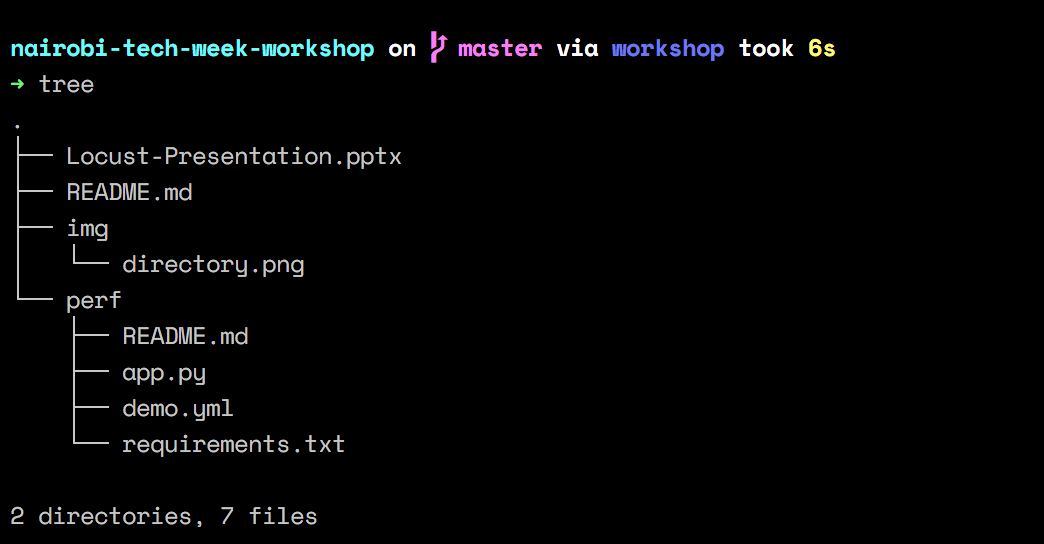 nairobi-tech-week-workshop on master via workshop took 6s
➜ tree
.
├── Locust-Presentation.pptx
├── README.md
├── img
│   └── directory.png
└── perf
    ├── README.md
    ├── app.py
    ├── demo.yml
    └── requirements.txt
2 directories, 7 files